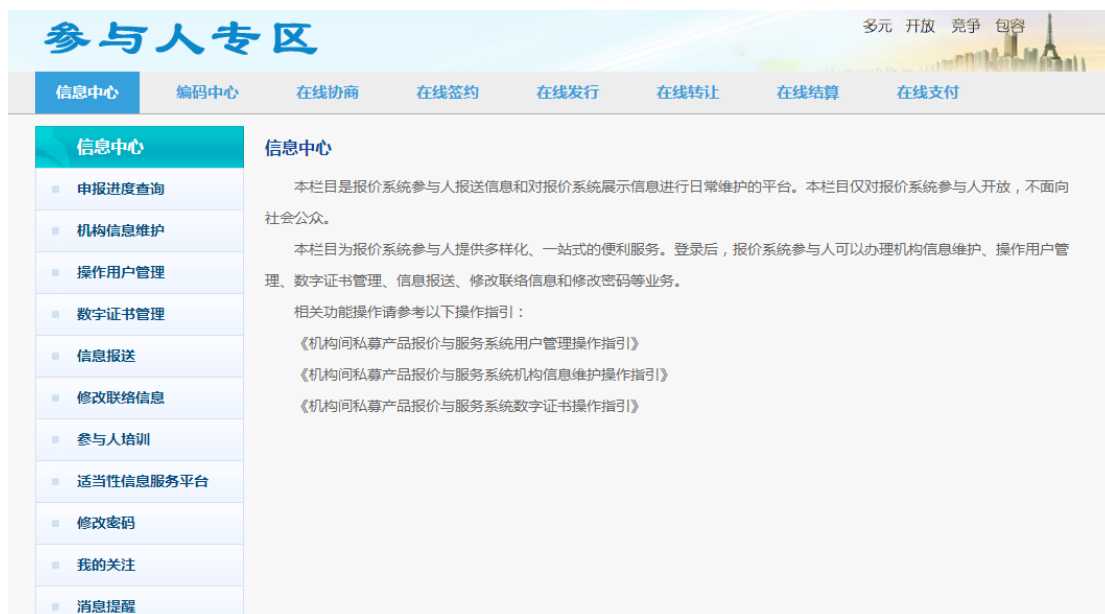 参与人专区
多元 开放 竞争 包容
信息中心 编码中心 在线协商 在线签约 在线发行 在线转让 在线结算 在线支付
信息中心
申报进度查询
机构信息维护
操作用户管理
数字证书管理
信息报送
修改联络信息
参与人培训
适当性信息服务平台
修改密码
我的关注
消息提醒
信息中心
本栏目是报价系统参与人报送信息和对报价系统展示信息进行日常维护的平台。本栏目仅对报价系统参与人开放，不面向
社会公众。
本栏目为报价系统参与人提供多样化、一站式的便利服务。登录后，报价系统参与人可以办理机构信息维护、操作用户管
理、数字证书管理、信息报送、修改联络信息和修改密码等业务。
相关功能操作请参考以下操作指引：
《机构间私募产品报价与服务系统用户管理操作指引》
《机构间私募产品报价与服务系统机构信息维护操作指引》
《机构间私募产品报价与服务系统数字证书操作指引》